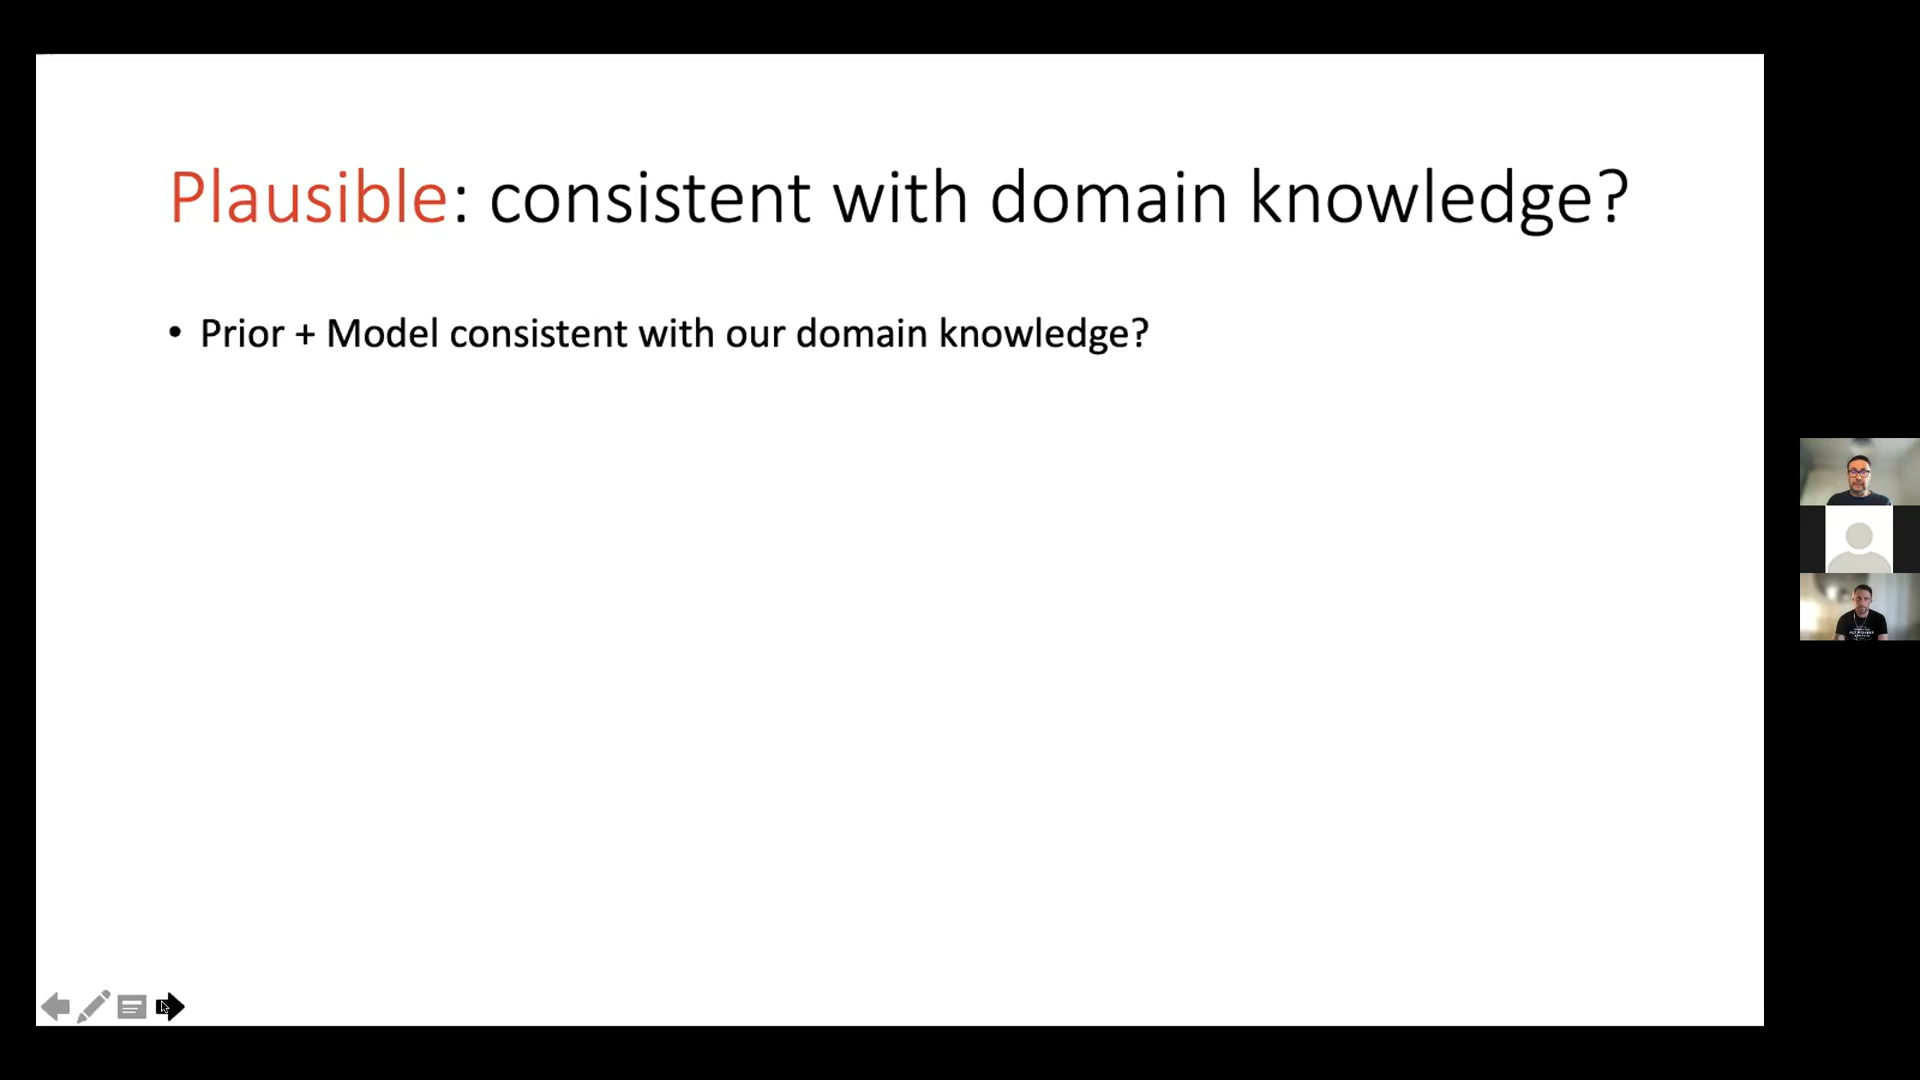 Plausible: consistent with domain knowledge?
• Prior + Model consistent with our domain knowledge?